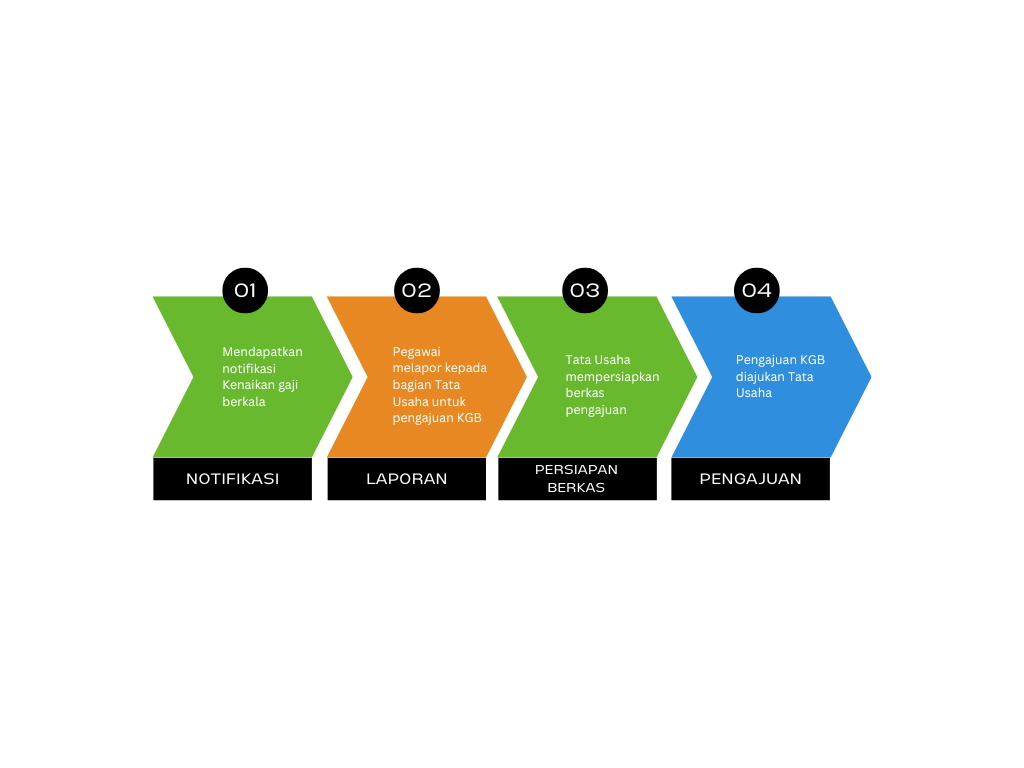 01
Mendapatkan
notifikasi
Kenaikan gaji
berkala
NOTIFIKASI
02
Pegawai
melapor kepada
bagian Tata
Usaha untuk
pengajuan KGB
LAPORAN
03
Tata Usaha
mempersiapkan
berkas
pengajuan
PERSIAPAN
BERKAS
04
Pengajuan KGB
diajukan Tata
Usaha
PENGAJUAN